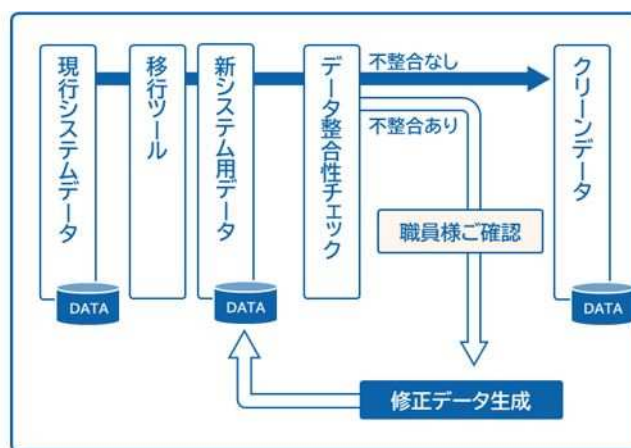 現行システムデータ
移行ツール
新システム用データ
データ整合性チェック
不整合なし
不整合あり
クリーンデータ
職員様ご確認
DATA
DATA
DATA
修正データ生成